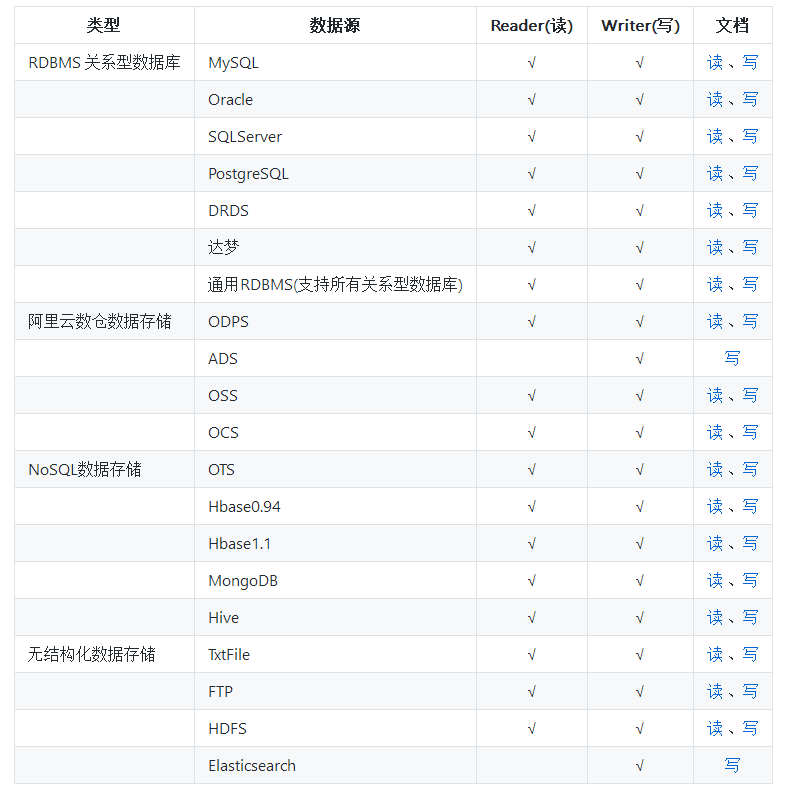 类型 数据源 Reader(读) Writer(写) 文档
RDBMS 关系型数据库 MySQL √ √ 读 、写
Oracle √ √ 读 、写
SQLServer √ √ 读 、写
PostgreSQL √ √ 读 、写
DRDS √ √ 读 、写
达梦 √ √ 读 、写
通用RDBMS(支持所有关系型数据库) √ √ 读 、写
阿里云数仓数据存储 ODPS √ √ 读 、写
ADS √ 写
OSS √ √ 读 、写
OCS √ √ 读 、写
NoSQL数据存储 OTS √ √ 读 、写
Hbase0.94 √ √ 读 、写
Hbase1.1 √ √ 读 、写
MongoDB √ √ 读 、写
Hive √ √ 读 、写
无结构化数据存储 TxtFile √ √ 读 、写
FTP √ √ 读 、写
HDFS √ √ 读 、写
Elasticsearch √ 写